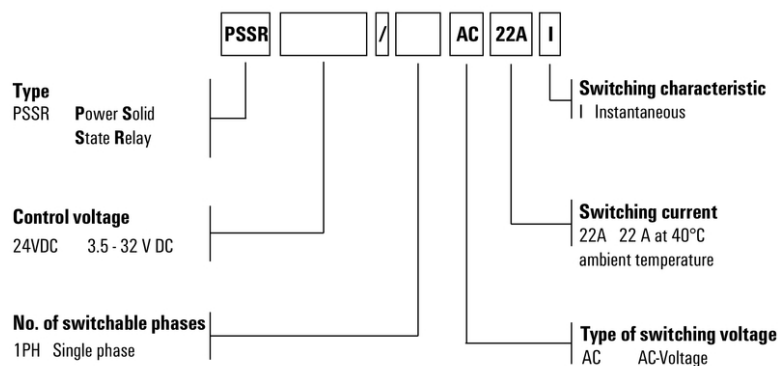 PSSR / AC 22A I
Type
PSSR Power Solid
State Relay
Control voltage
24VDC 3.5 - 32 V DC
No. of switchable phases
1PH Single phase
Switching characteristic
I Instantaneous
Switching current
22A 22 A at 40°C
ambient temperature
Type of switching voltage
AC AC-Voltage